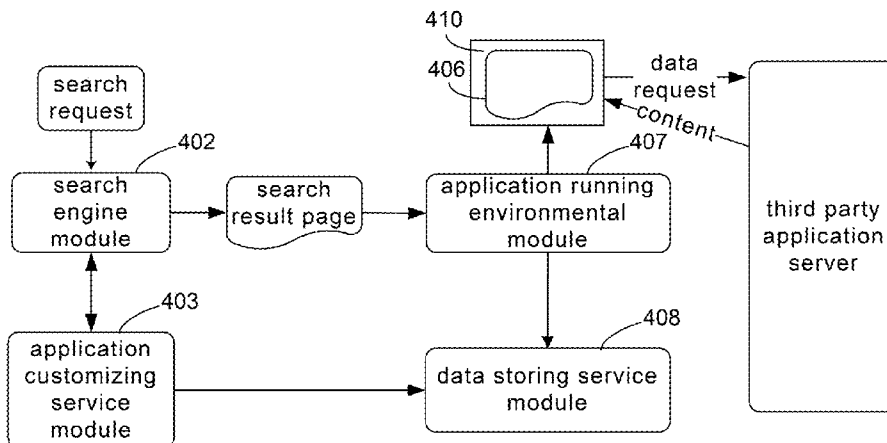 410
406
data
request
content
search
request
402
407
search
engine
module
search
result page
application running
environmental
module
third party
application
server
403
408
application
customizing
service
module
data storing service
module